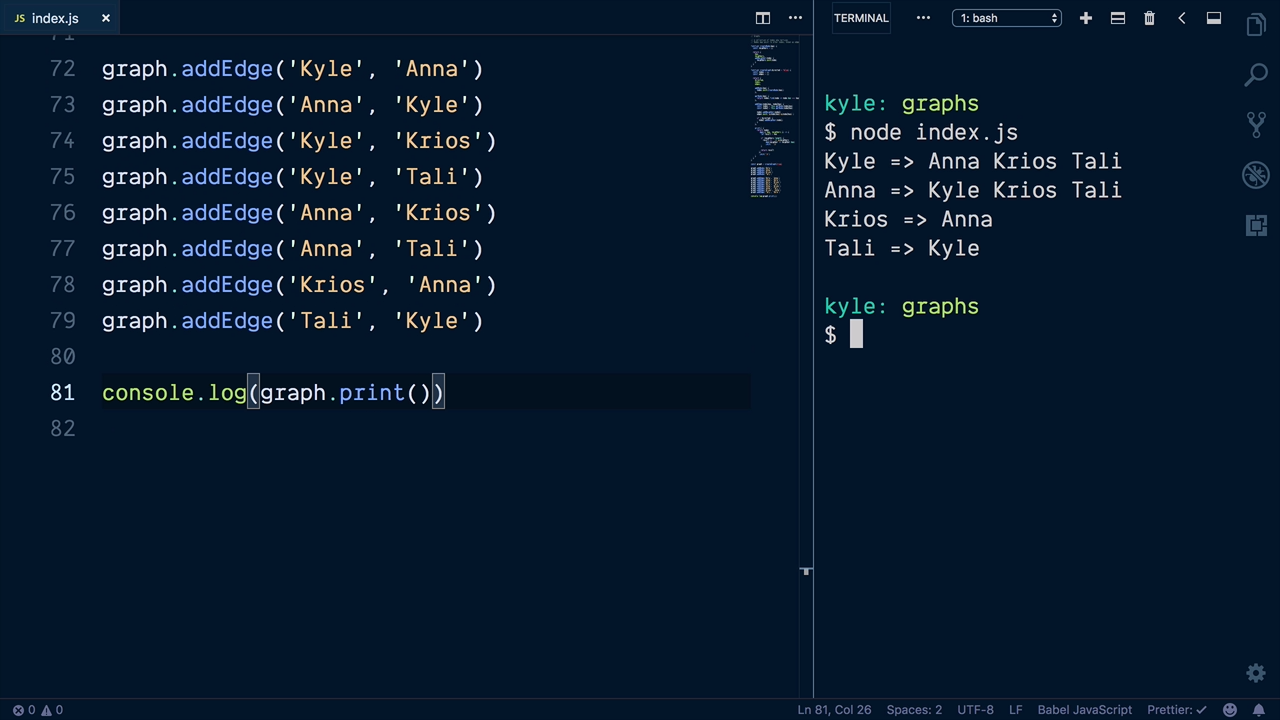 JS index.js ×
71
72 graph.addEdge('Kyle', 'Anna')
73 graph.addEdge('Anna', 'Kyle')
74 graph.addEdge('Kyle', 'Krios')
75 graph.addEdge('Kyle', 'Tali')
76 graph.addEdge('Anna', 'Krios')
77 graph.addEdge('Anna', 'Tali')
78 graph.addEdge('Krios', 'Anna')
79 graph.addEdge('Tali', 'Kyle')
80
81 console.log(graph.print())
82
TERMINAL ··· 1: bash
kyle: graphs
$ node index.js
Kyle => Anna Krios Tali
Anna => Kyle Krios Tali
Krios => Anna
Tali => Kyle
kyle: graphs
$
0 0 Ln 81, Col 26 Spaces: 2 UTF-8 LF Babel JavaScript Prettier: ✓